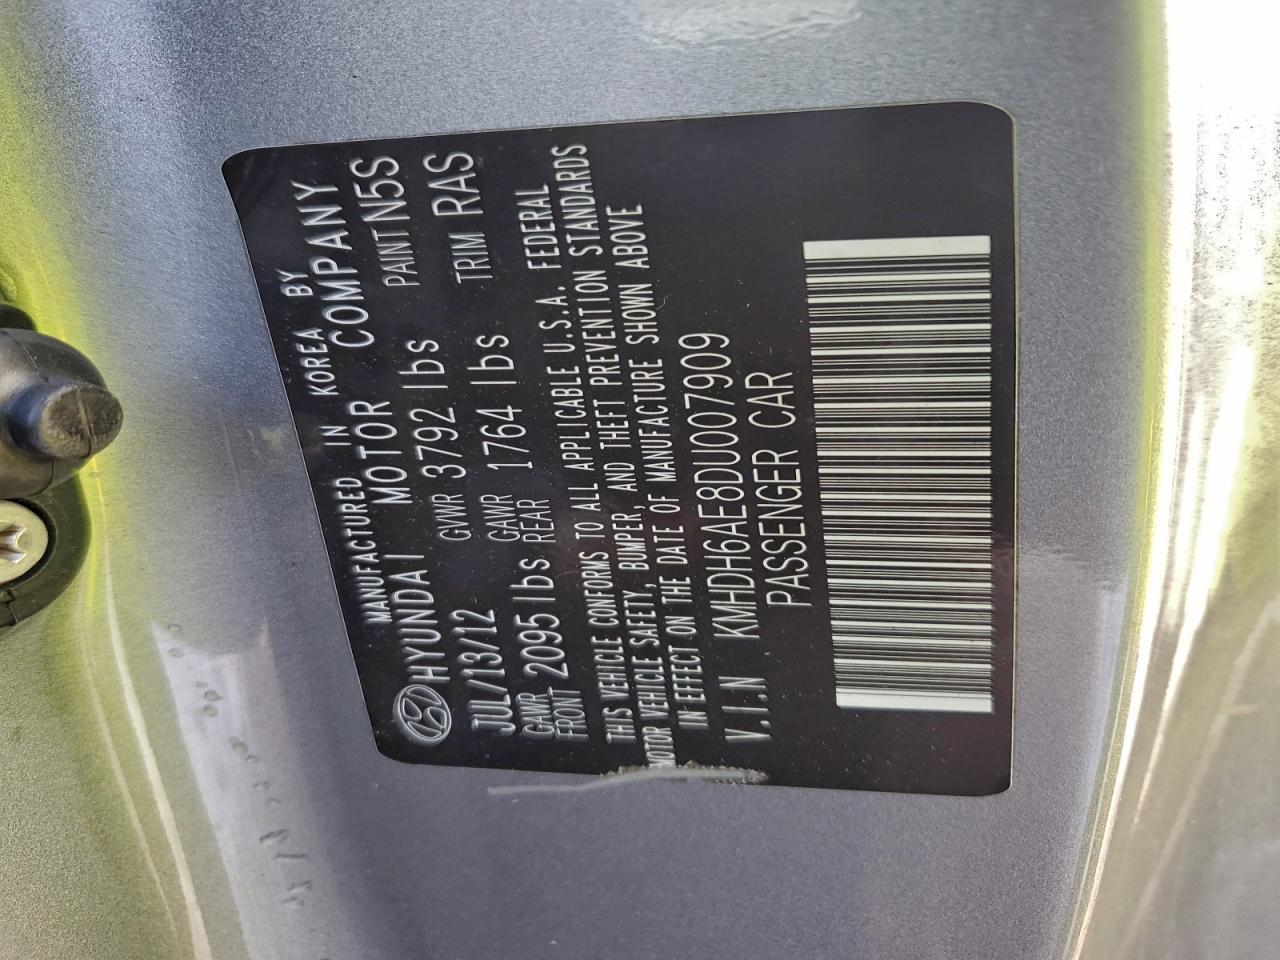 MANUFACTURED IN KOREA BY
HYUNDAI MOTOR COMPANY
JUL/13/12 GVWR 3792 lbs PAINT N5S
GAWR FRONT 2095 lbs GAWR REAR 1764 lbs TRIM RAS
THIS VEHICLE CONFORMS TO ALL APPLICABLE U.S.A. FEDERAL
MOTOR VEHICLE SAFETY, BUMPER, AND THEFT PREVENTION STANDARDS
IN EFFECT ON THE DATE OF MANUFACTURE SHOWN ABOVE
V.I.N KMHDH6AE8DU007909
PASSENGER CAR